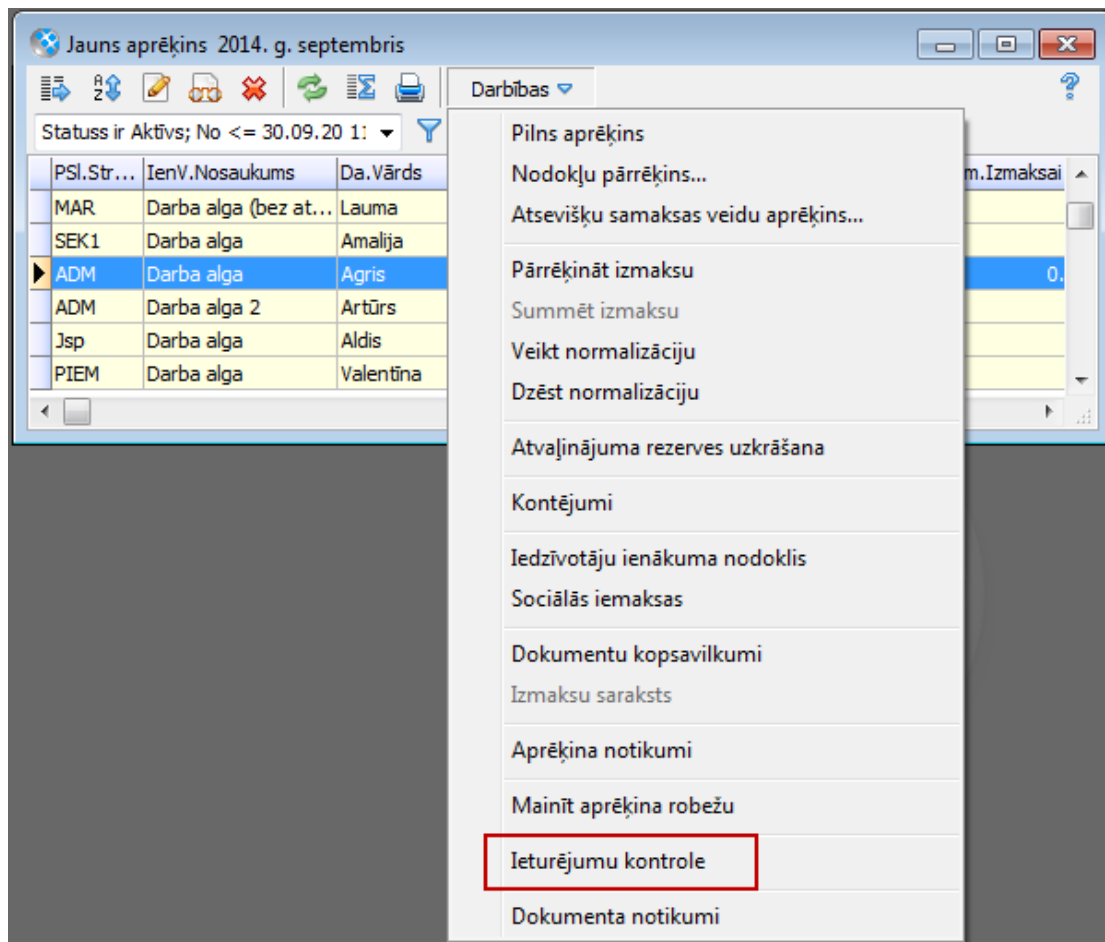 Jauns aprēķins 2014. g. septembris
Darbības
Statuss ir Aktīvs; No <= 30.09.20 1
PSl.Str... IenV.Nosaukums Da.Vārds m.Izmaksai
MAR Darba alga (bez at... Lauma
SEK1 Darba alga Amalija
ADM Darba alga Agris 0.
ADM Darba alga 2 Artūrs
Jsp Darba alga Aldis
PIEM Darba alga Valentīna
Pilns aprēķins
Nodokļu pārrēķins...
Atsevišķu samaksas veidu aprēķins...
Pārrēķināt izmaksu
Summēt izmaksu
Veikt normalizāciju
Dzēst normalizāciju
Atvaļinājuma rezerves uzkrāšana
Kontējumi
Iedzīvotāju ienākuma nodoklis
Sociālās iemaksas
Dokumentu kopsavilkumi
Izmaksu saraksts
Aprēķina notikumi
Mainīt aprēķina robežu
Ieturējumu kontrole
Dokumenta notikumi